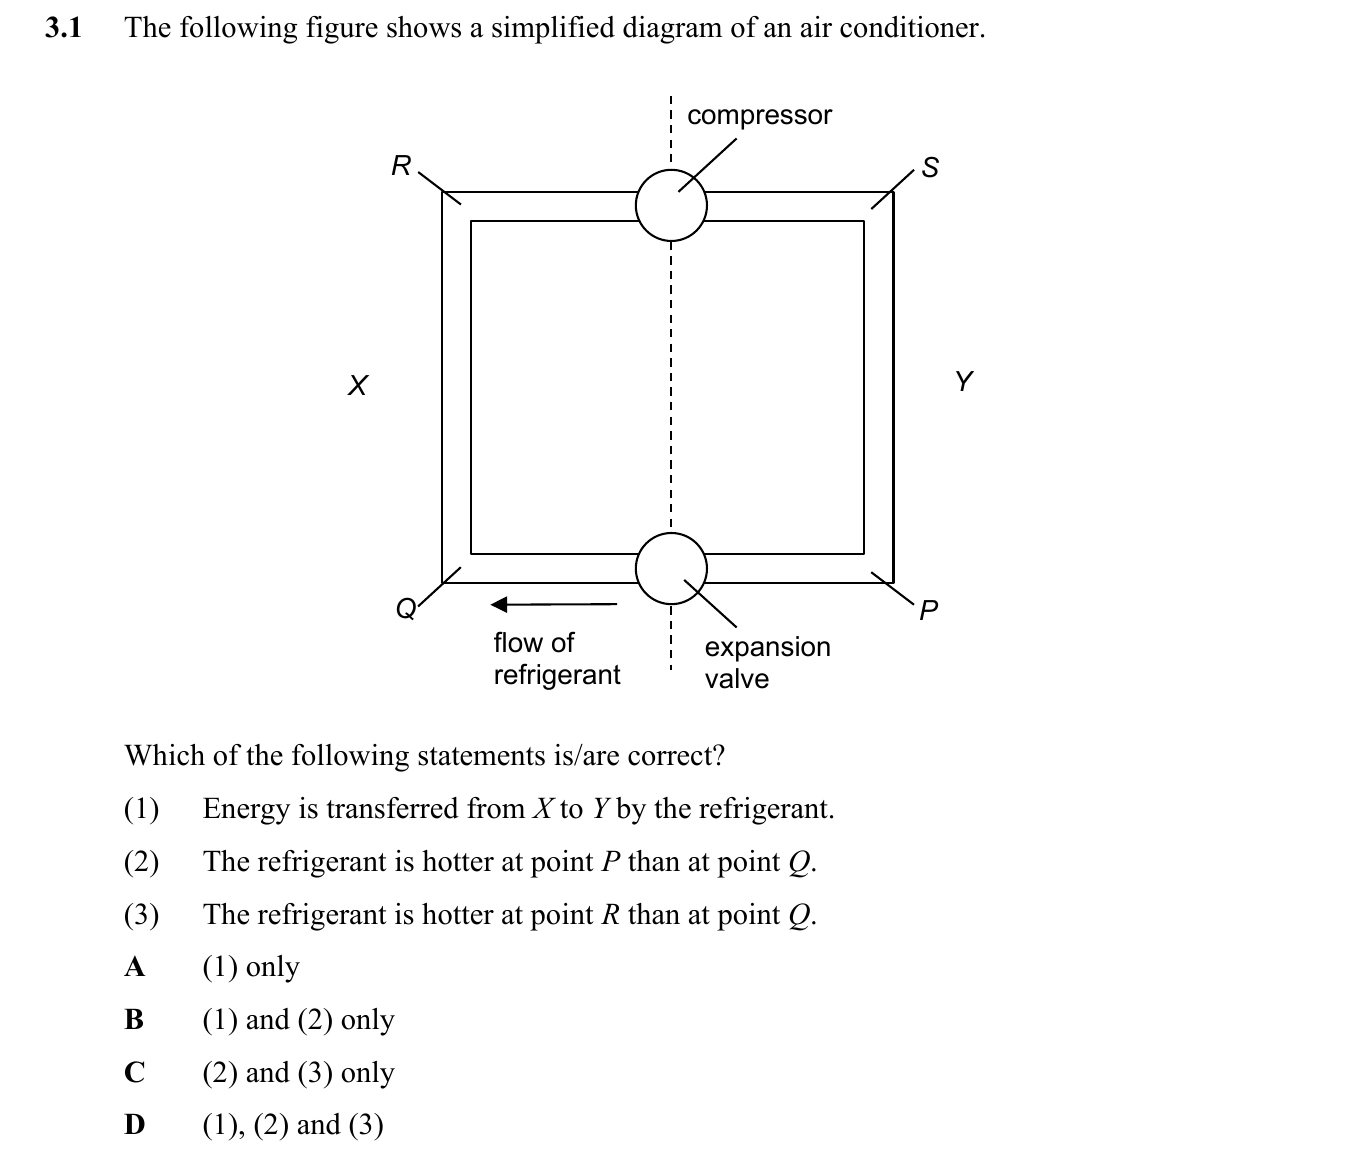 3.1 The following figure shows a simplified diagram of an air conditioner.
compressor
R
S
X
Y
Q
P
flow of
refrigerant
expansion
valve
Which of the following statements is/are correct?
(1) Energy is transferred from X to Y by the refrigerant.
(2) The refrigerant is hotter at point P than at point Q.
(3) The refrigerant is hotter at point R than at point Q.
A (1) only
B (1) and (2) only
C (2) and (3) only
D (1), (2) and (3)